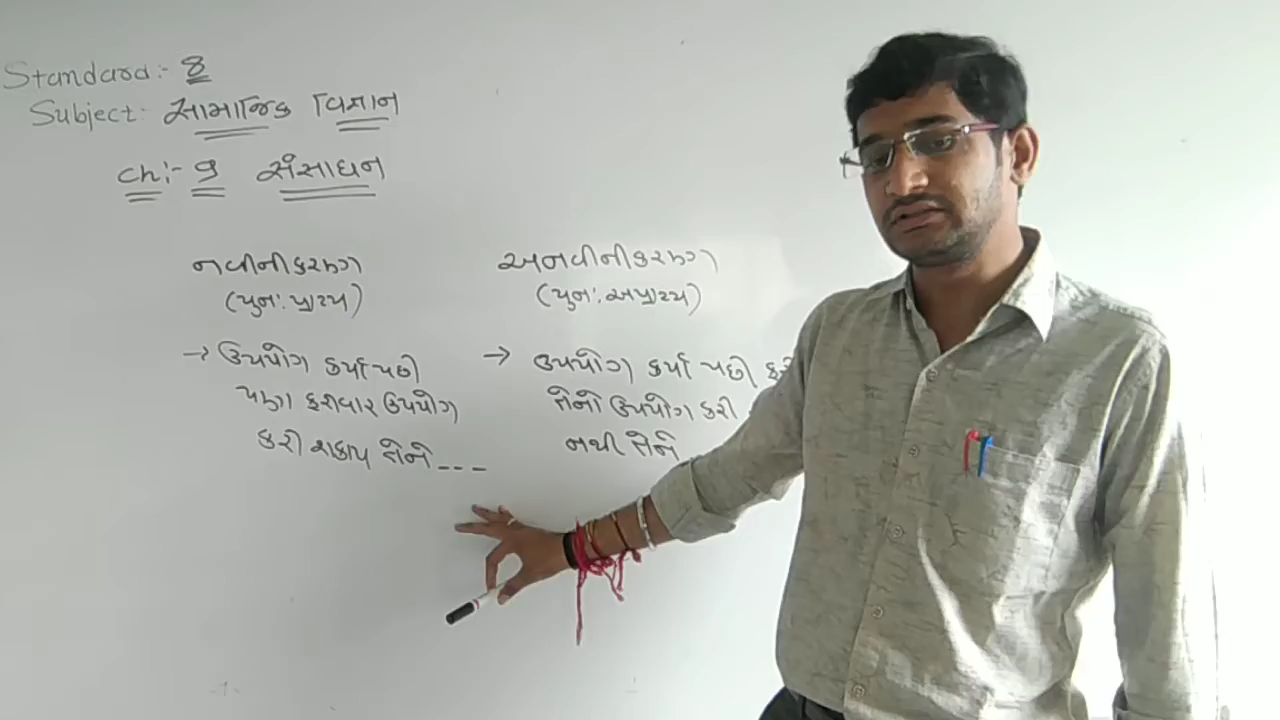 Standard:- 8
Subject:- સામાજિક વિજ્ઞાન
ch:- 9 સંસાધન
નવીનીકરણ
(પુન: પ્રાપ્ય)
→ ઉપયોગ કર્યા પછી
પણ ફરીવાર ઉપયોગ
કરી શકાય તેને ---
અનવીનીકરણ
(પુન: અપ્રાપ્ય)
→ ઉપયોગ કર્યા પછી
તેનો ઉપયોગ કરી
નથી તેને